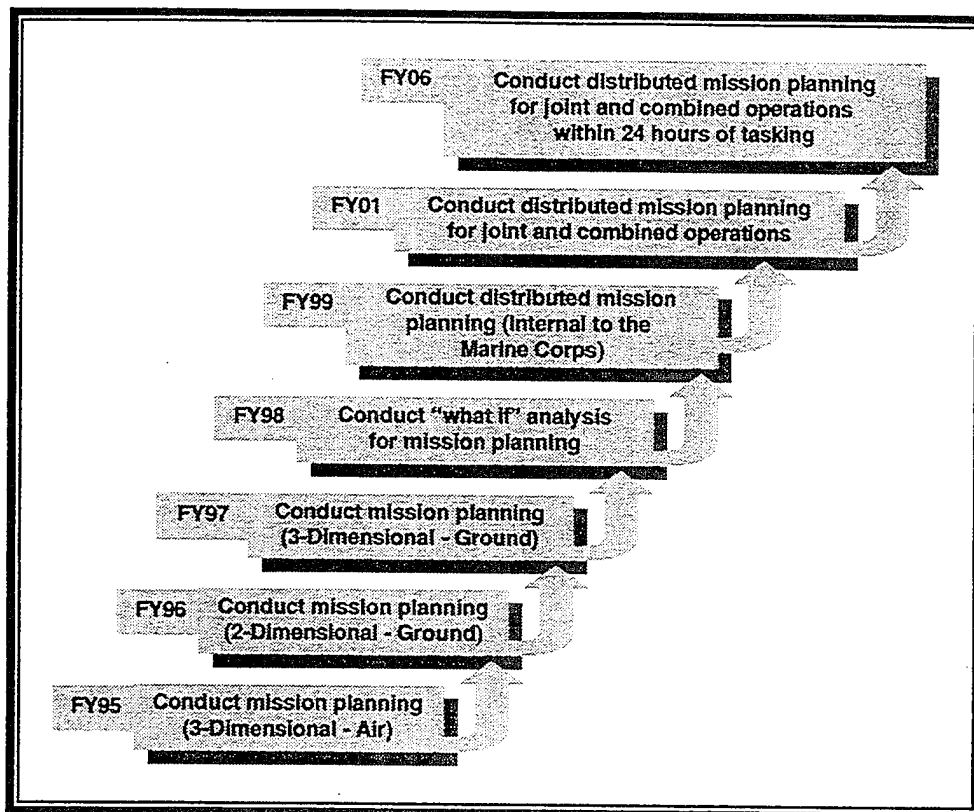 FY06
Conduct distributed mission planning
for joint and combined operations
within 24 hours of tasking
FY01
Conduct distributed mission planning
for joint and combined operations
FY99
Conduct distributed mission
planning (Internal to the
Marine Corps)
FY98
Conduct “what if” analysis
for mission planning
FY97
Conduct mission planning
(3-Dimensional - Ground)
FY96
Conduct mission planning
(2-Dimensional - Ground)
FY95
Conduct mission planning
(3-Dimensional - Air)